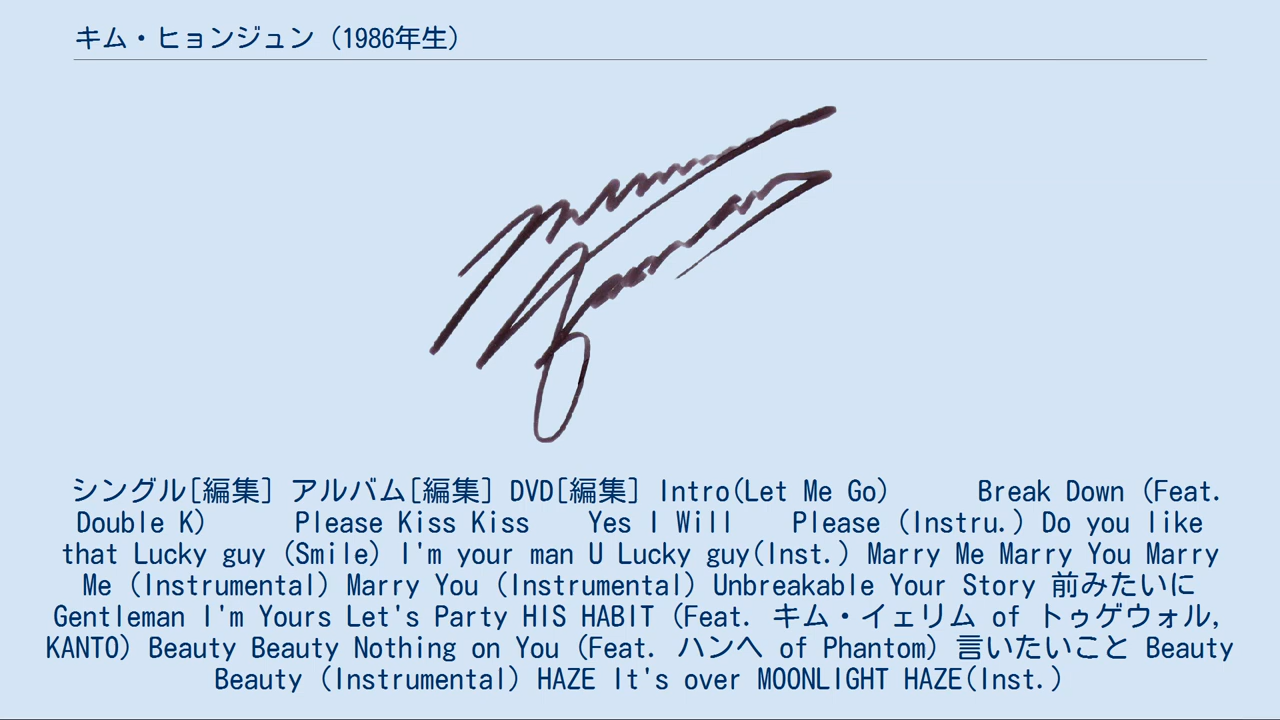 キム・ヒョンジュン（1986年生）
シングル[編集] アルバム[編集] DVD[編集] Intro(Let Me Go)　　　Break Down (Feat.
Double K)　　　Please Kiss Kiss　　Yes I Will　　Please (Instru.) Do you like
that Lucky guy (Smile) I'm your man U Lucky guy(Inst.) Marry Me Marry You Marry
Me (Instrumental) Marry You (Instrumental) Unbreakable Your Story 前みたいに
Gentleman I'm Yours Let's Party HIS HABIT (Feat. キム・イェリム of トゥゲウォル,
KANTO) Beauty Beauty Nothing on You (Feat. ハンヘ of Phantom) 言いたいこと Beauty
Beauty (Instrumental) HAZE It's over MOONLIGHT HAZE(Inst.)